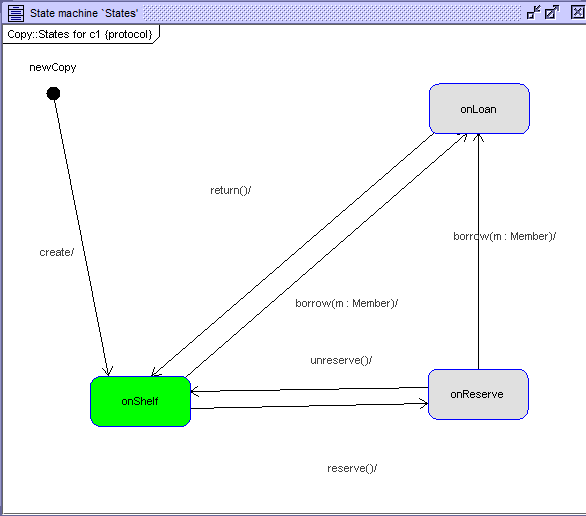 State machine `States'
Copy::States for c1 {protocol}
newCopy
onLoan
return()/
borrow(m : Member)/
create/
borrow(m : Member)/
unreserve()/
onShelf
onReserve
reserve()/